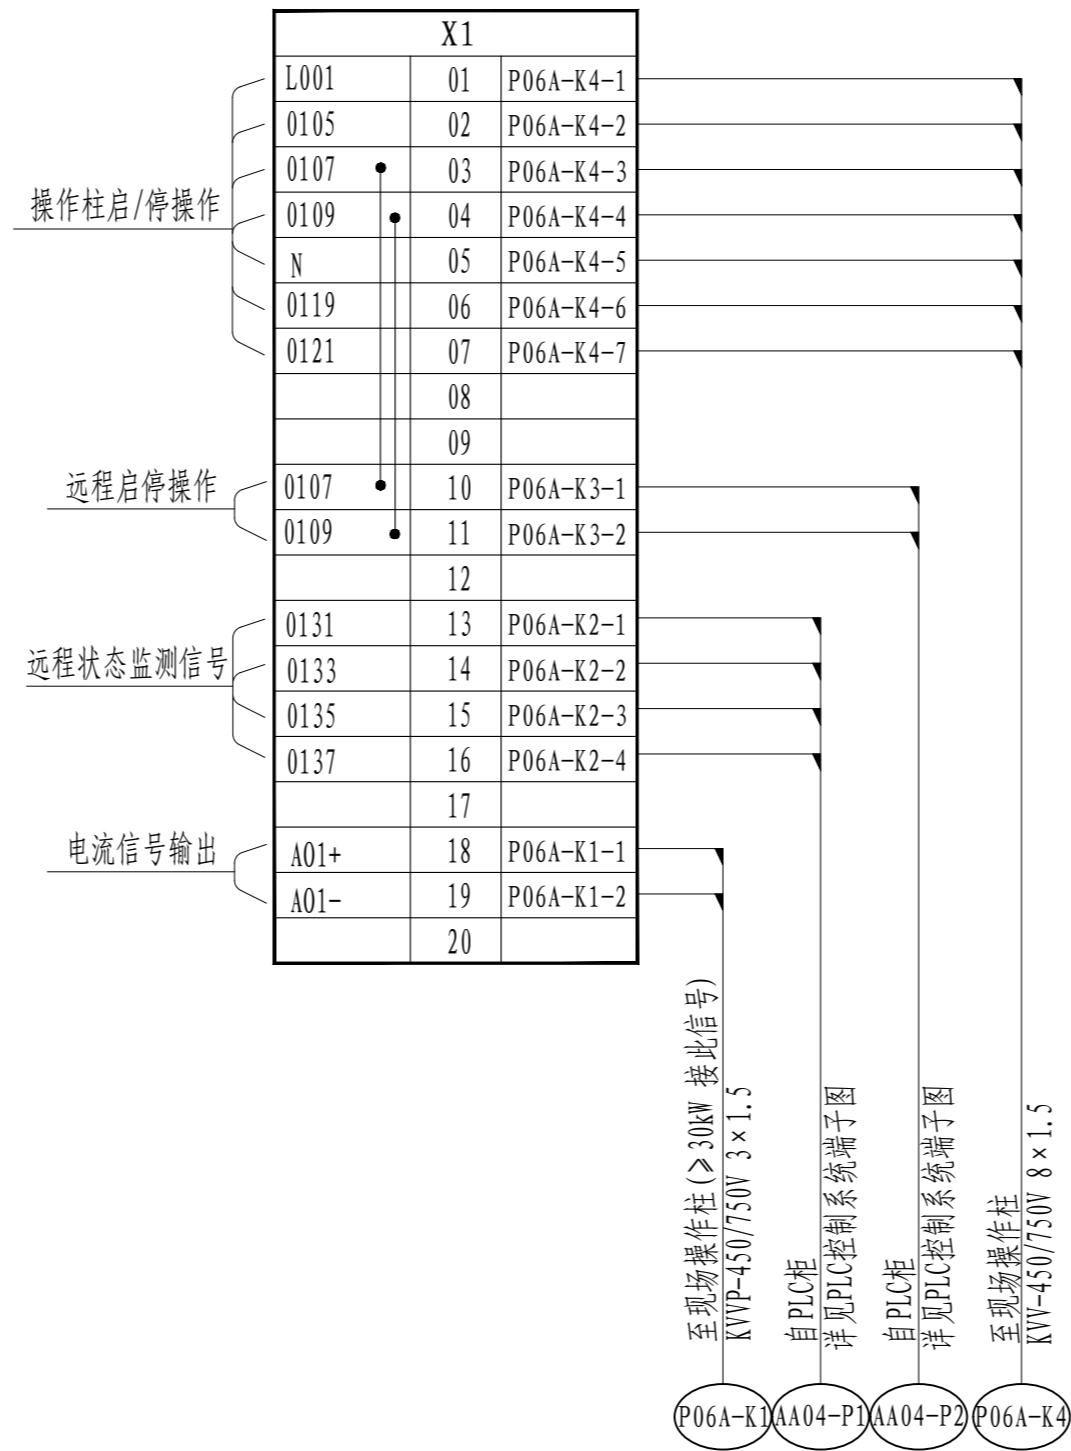 X1
L001 01 P06A-K4-1
0105 02 P06A-K4-2
0107 03 P06A-K4-3
操作柱启/停操作
0109 04 P06A-K4-4
N 05 P06A-K4-5
0119 06 P06A-K4-6
0121 07 P06A-K4-7
08
09
远程启停操作
0107 10 P06A-K3-1
0109 11 P06A-K3-2
12
0131 13 P06A-K2-1
远程状态监测信号
0133 14 P06A-K2-2
0135 15 P06A-K2-3
0137 16 P06A-K2-4
17
电流信号输出
A01+ 18 P06A-K1-1
A01- 19 P06A-K1-2
20
至现场操作柱(≥30kW 接此信号)
KVVP-450/750V 3×1.5
自PLC柜
详见PLC控制系统端子图
自PLC柜
详见PLC控制系统端子图
至现场操作柱
KVV-450/750V 8×1.5
P06A-K1
AA04-P1
AA04-P2
P06A-K4